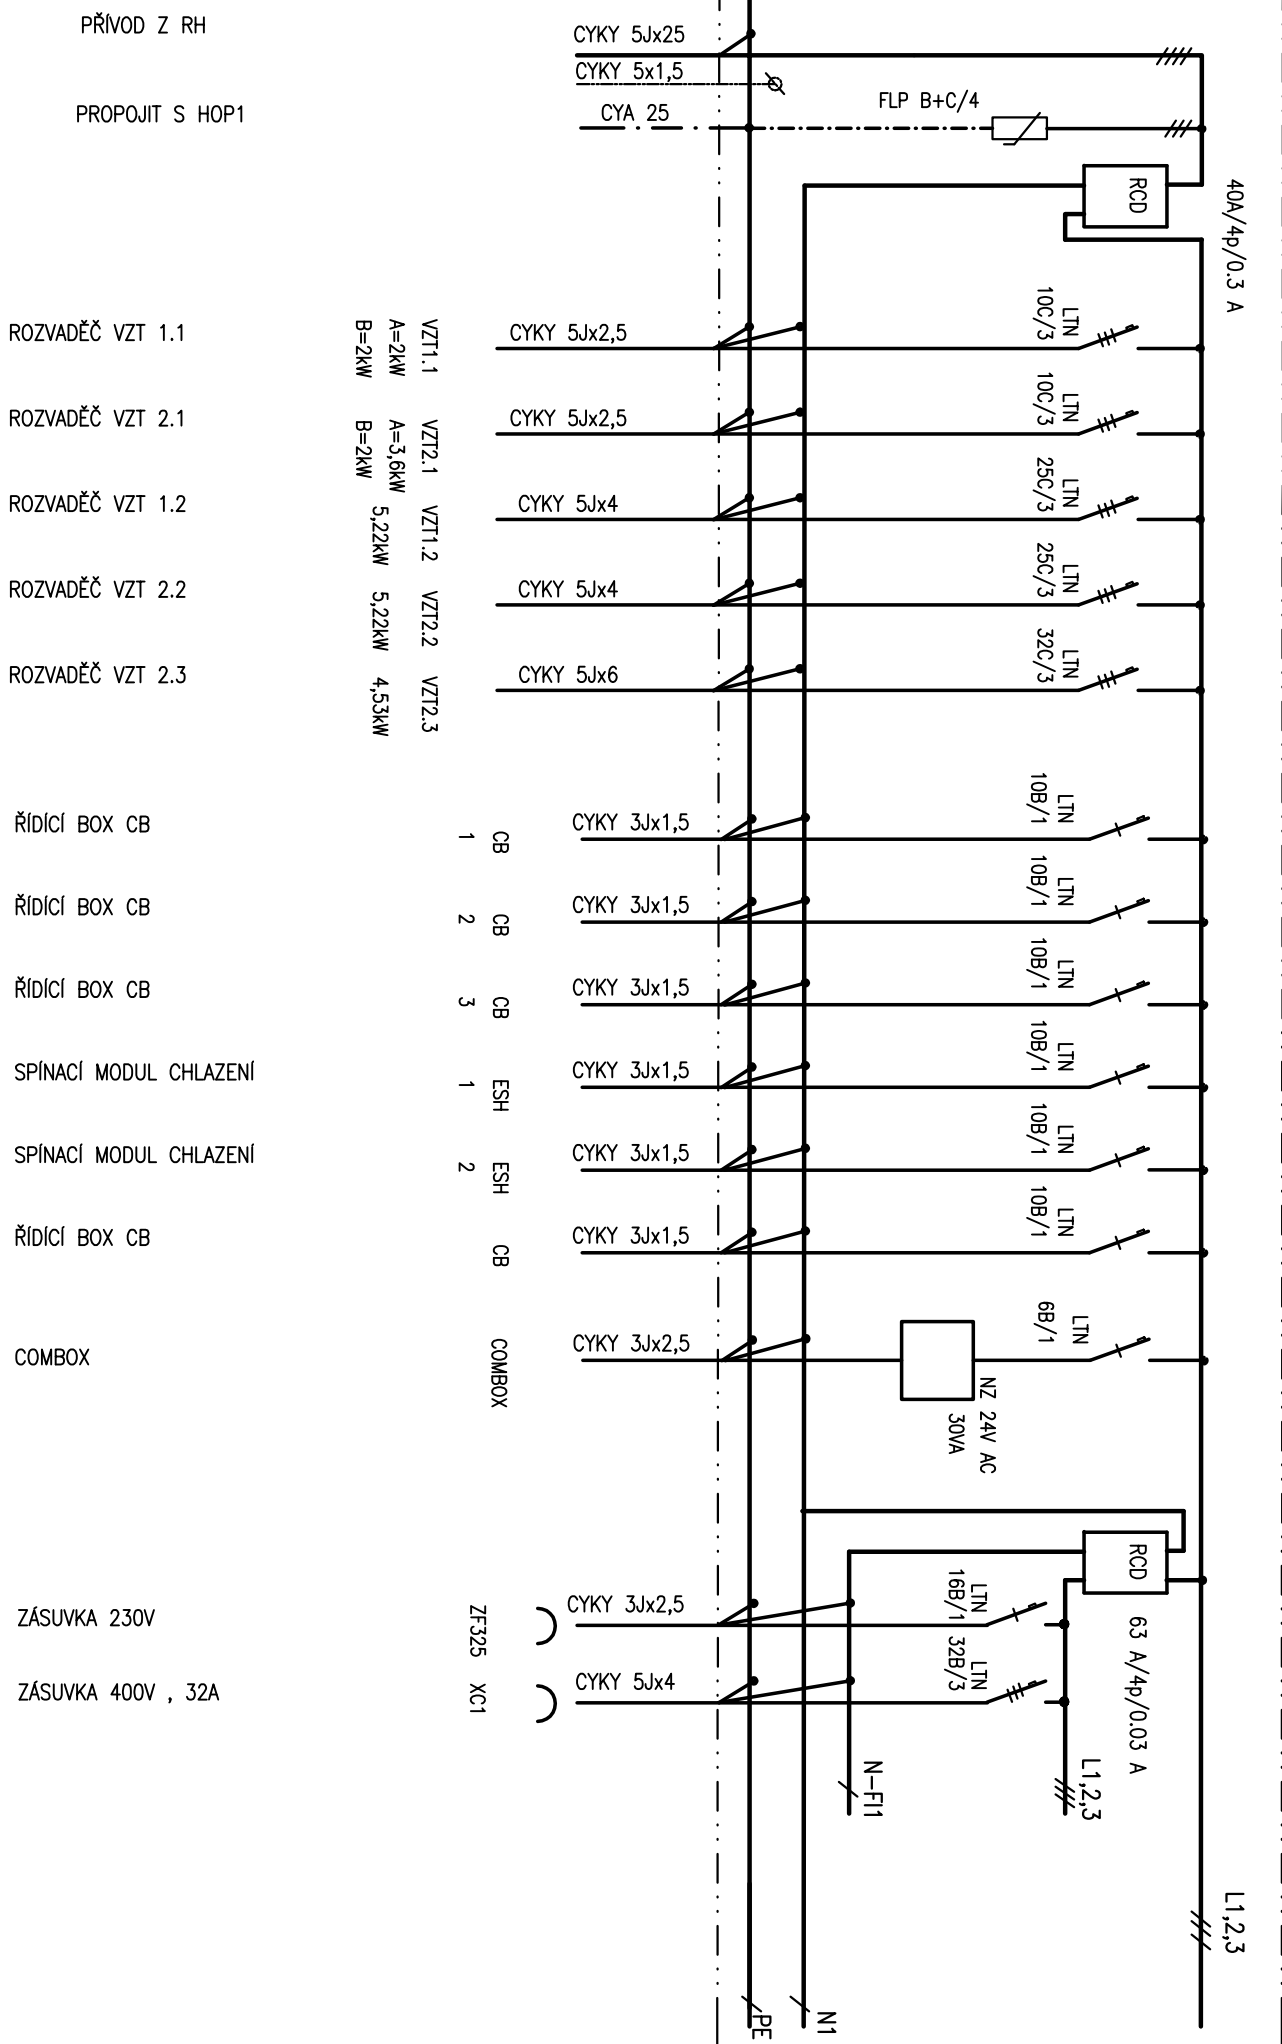 PŘÍVOD Z RH
CYKY 5Jx25
CYKY 5x1,5
PROPOJIT S HOP1
CYA 25
FLP B+C/4
RCD
40A/4p/0.3 A
ROZVADĚČ VZT 1.1
VZT1.1
A=2kW
B=2kW
CYKY 5Jx2,5
LTN
10C/3
ROZVADĚČ VZT 2.1
VZT2.1
A=3,6kW
B=2kW
CYKY 5Jx2,5
LTN
10C/3
ROZVADĚČ VZT 1.2
VZT1.2
5,22kW
CYKY 5Jx4
LTN
25C/3
ROZVADĚČ VZT 2.2
VZT2.2
5,22kW
CYKY 5Jx4
LTN
25C/3
ROZVADĚČ VZT 2.3
VZT2.3
4,53kW
CYKY 5Jx6
LTN
32C/3
ŘÍDÍCÍ BOX CB
CB
1
CYKY 3Jx1,5
LTN
10B/1
ŘÍDÍCÍ BOX CB
CB
2
CYKY 3Jx1,5
LTN
10B/1
ŘÍDÍCÍ BOX CB
CB
3
CYKY 3Jx1,5
LTN
10B/1
SPÍNACÍ MODUL CHLAZENÍ
ESH
1
CYKY 3Jx1,5
LTN
10B/1
SPÍNACÍ MODUL CHLAZENÍ
ESH
2
CYKY 3Jx1,5
LTN
10B/1
ŘÍDÍCÍ BOX CB
CB
CYKY 3Jx1,5
LTN
10B/1
COMBOX
COMBOX
CYKY 3Jx2,5
LTN
6B/1
NZ 24V AC
30VA
RCD
63 A/4p/0.03 A
ZÁSUVKA 230V
ZF325
CYKY 3Jx2,5
LTN
16B/1
ZÁSUVKA 400V , 32A
XC1
CYKY 5Jx4
LTN
32B/3
N-FI1
L1,2,3
L1,2,3
PE
N1